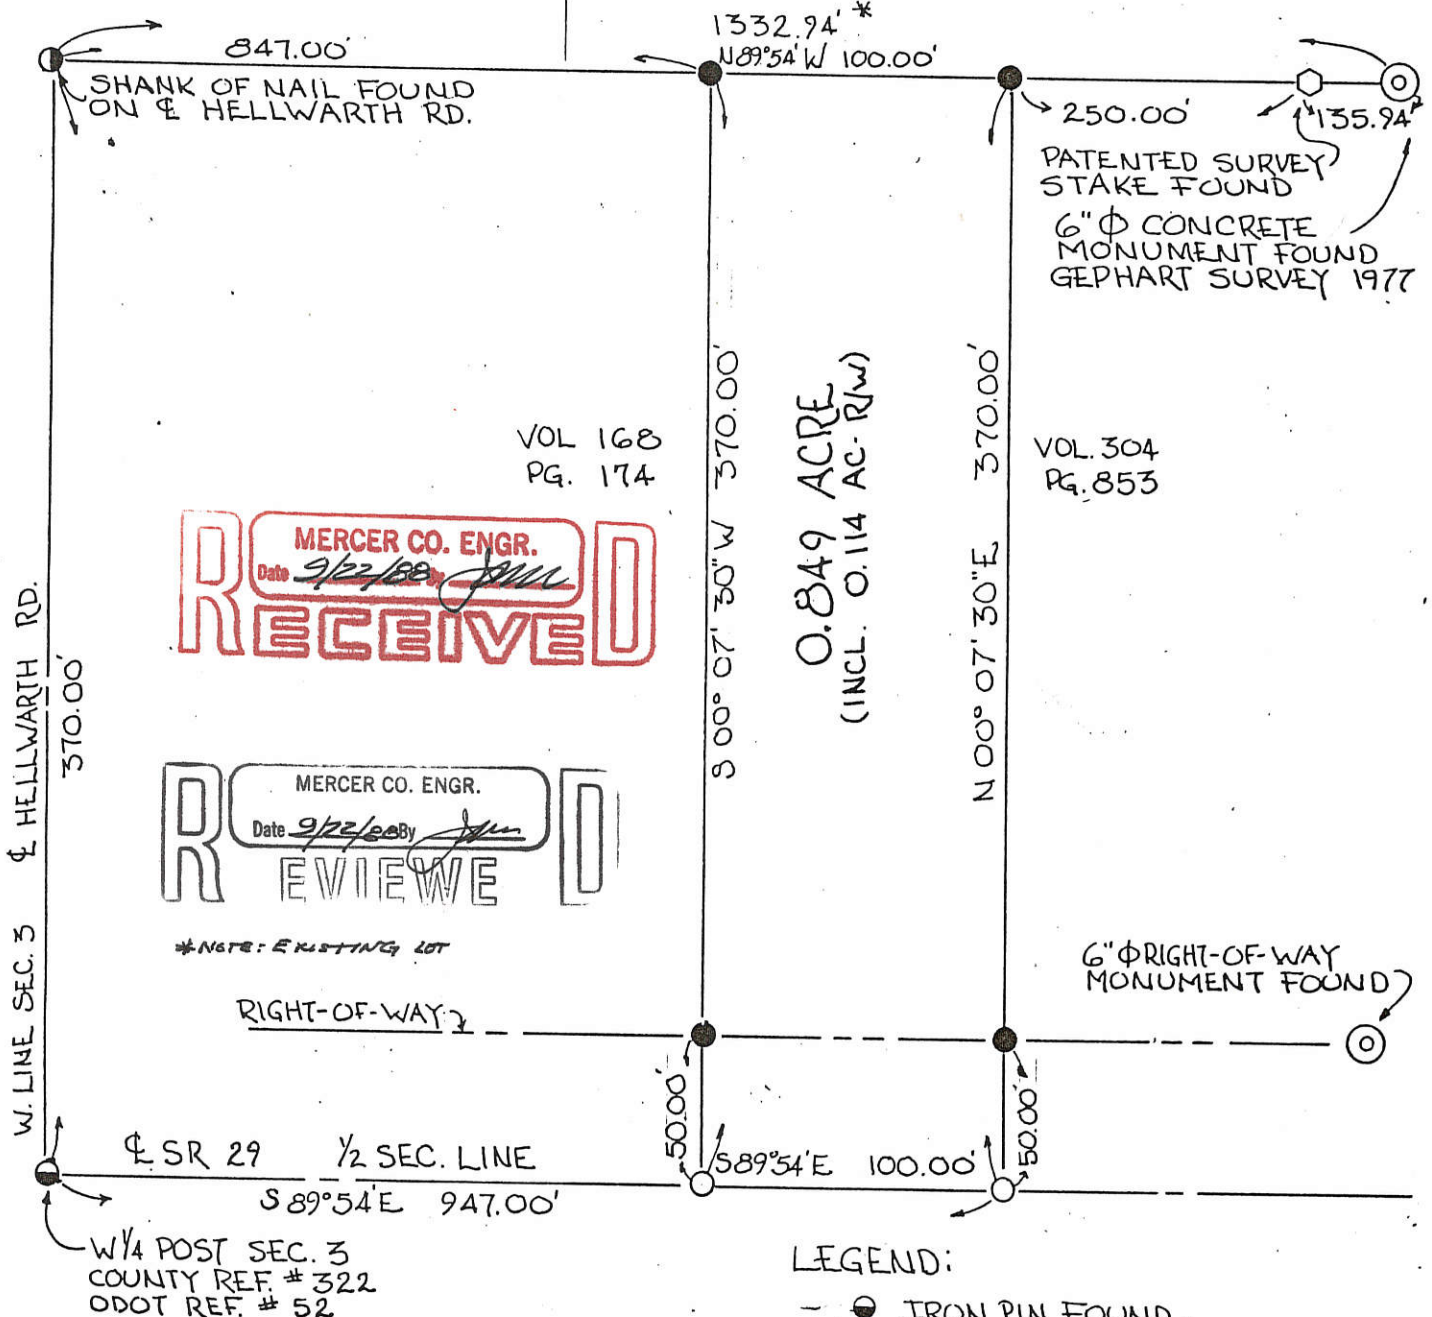 1332.94' *
847.00'
N89°54'W 100.00'
SHANK OF NAIL FOUND
ON ℄ HELLWARTH RD.
250.00'
135.94'
PATENTED SURVEY
STAKE FOUND
6"Φ CONCRETE
MONUMENT FOUND
GEPHART SURVEY 1977
VOL 168
PG. 174
S 00° 07' 30"W 370.00'
0.849 ACRE
(INCL. 0.114 AC- R/W)
N 00° 07' 30"E 370.00'
VOL. 304
PG. 853
MERCER CO. ENGR.
Date 9/22/88 By
RECEIVED
W. LINE SEC. 3 ℄ HELLWARTH RD.
370.00'
MERCER CO. ENGR.
Date 9/22/88 By
REVIEWED
*NOTE: EXISTING LOT
RIGHT-OF-WAY
6"Φ RIGHT-OF-WAY
MONUMENT FOUND
50.00'
50.00'
℄ SR 29 1/2 SEC. LINE
S89°54'E 100.00'
S 89°54'E 947.00'
W1/4 POST SEC. 3
COUNTY REF. # 322
ODOT REF. # 52
LEGEND:
- IRON PIN FOUND